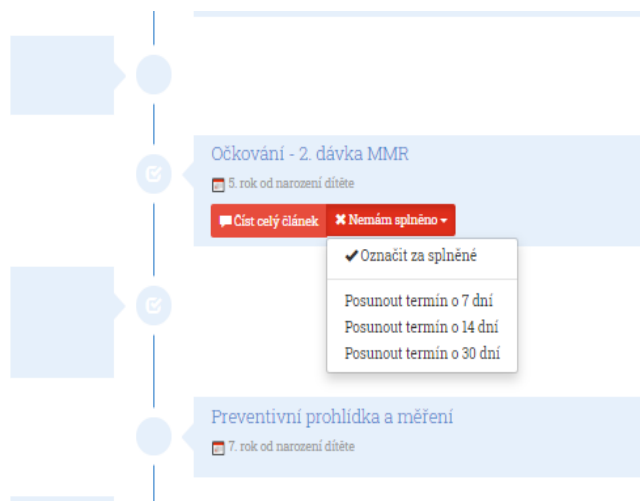 Očkování - 2. dávka MMR
5. rok od narození dítěte
Číst celý článek
Nemám splněno
Označit za splněné
Posunout termín o 7 dní
Posunout termín o 14 dní
Posunout termín o 30 dní
Preventivní prohlídka a měření
7. rok od narození dítěte